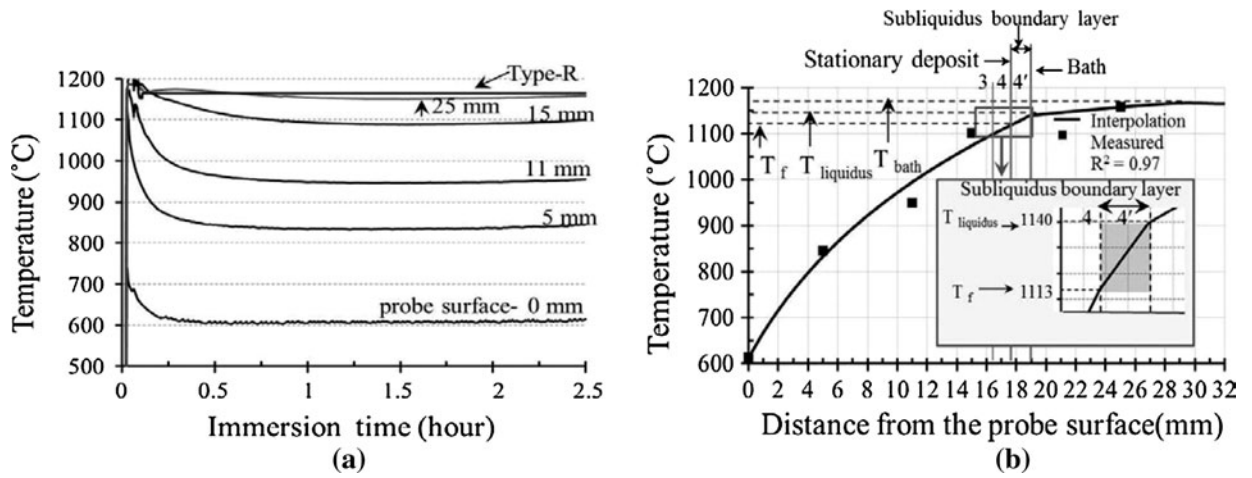 Type-R
25 mm
15 mm
11 mm
5 mm
probe surface- 0 mm
1200
1100
1000
900
800
700
600
500
0
0.5
1
1.5
2
2.5
Temperature (˚C)
Immersion time (hour)
(a)
Subliquidus boundary layer
Stationary deposit
Bath
3 4 4′
1200
1100
1000
900
800
700
600
Interpolation
Measured
R² = 0.97
T f
T liquidus
T bath
Subliquidus boundary layer
4 4′
T liquidus 1140
T f 1113
0 2 4 6 8 10 12 14 16 18 20 22 24 26 28 30 32
Temperature (˚C)
Distance from the probe surface(mm)
(b)